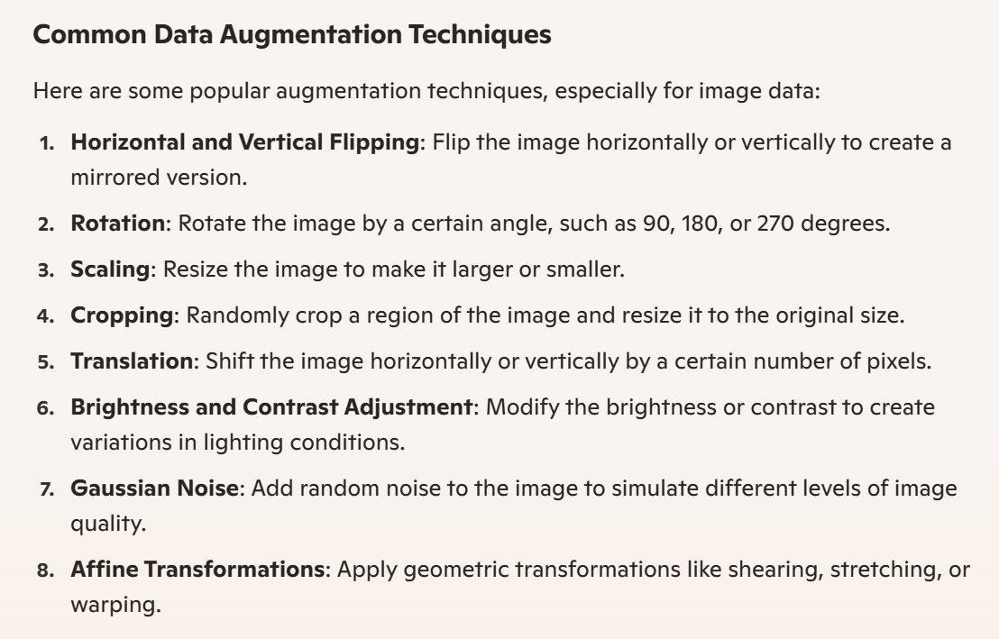 Common Data Augmentation Techniques
Here are some popular augmentation techniques, especially for image data:
1. Horizontal and Vertical Flipping: Flip the image horizontally or vertically to create a
mirrored version.
2. Rotation: Rotate the image by a certain angle, such as 90, 180, or 270 degrees.
3. Scaling: Resize the image to make it larger or smaller.
4. Cropping: Randomly crop a region of the image and resize it to the original size.
5. Translation: Shift the image horizontally or vertically by a certain number of pixels.
6. Brightness and Contrast Adjustment: Modify the brightness or contrast to create
variations in lighting conditions.
7. Gaussian Noise: Add random noise to the image to simulate different levels of image
quality.
8. Affine Transformations: Apply geometric transformations like shearing, stretching, or
warping.